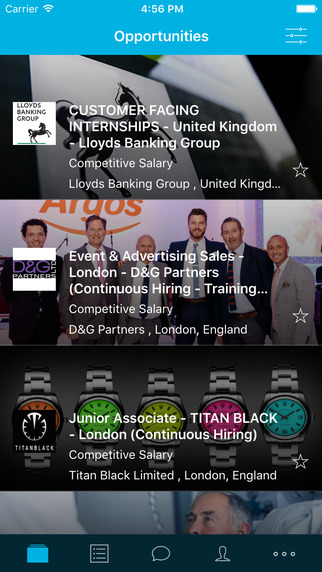 Carrier 4:56 PM
Opportunities
LLOYDS
BANKING
GROUP
CUSTOMER FACING
INTERNSHIPS - United Kingdom
- Lloyds Banking Group
Competitive Salary
Lloyds Banking Group , United Kingd...
Argos
D&G
PARTNERS LTD
Event & Advertising Sales -
London - D&G Partners
(Continuous Hiring - Training...
Competitive Salary
D&G Partners , London, England
TITANBLACK
Junior Associate - TITAN BLACK
- London (Continuous Hiring)
Competitive Salary
Titan Black Limited , London, England